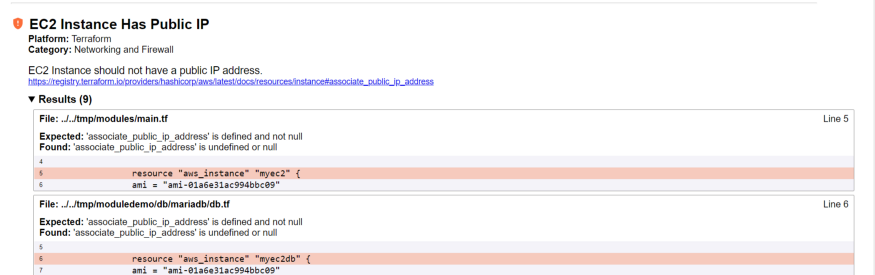 EC2 Instance Has Public IP
Platform: Terraform
Category: Networking and Firewall
EC2 Instance should not have a public IP address.
https://registry.terraform.io/providers/hashicorp/aws/latest/docs/resources/instance#associate_public_ip_address
▼ Results (9)
File: ../../tmp/modules/main.tf Line 5
Expected: 'associate_public_ip_address' is defined and not null
Found: 'associate_public_ip_address' is undefined or null
4
5 resource "aws_instance" "myec2" {
6 ami = "ami-01a6e31ac994bbc09"
File: ../../tmp/moduledemo/db/mariadb/db.tf Line 6
Expected: 'associate_public_ip_address' is defined and not null
Found: 'associate_public_ip_address' is undefined or null
5
6 resource "aws_instance" "myec2db" {
7 ami = "ami-01a6e31ac994bbc09"